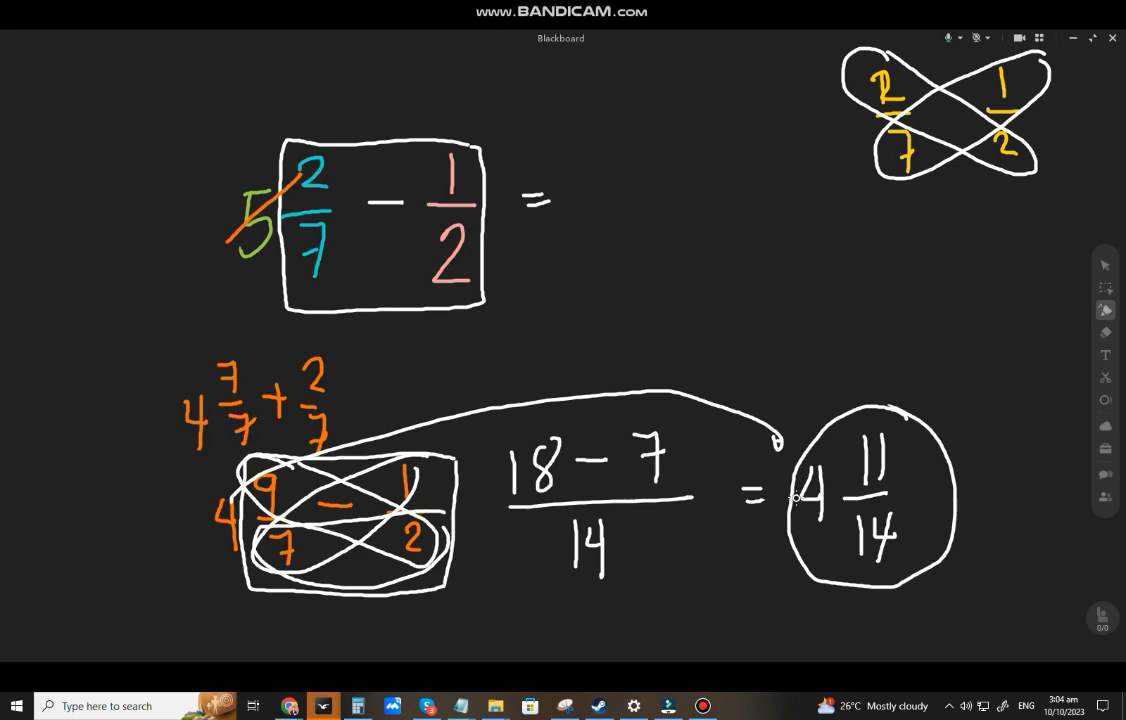 www.BANDICAM.com
Blackboard
2/7 1/2
5 2/7 - 1/2 =
4 7/7 + 2/7
4 9/7 - 1/2 18 - 7/14 = 4 11/14
0/0
Type here to search
26°C Mostly cloudy
ENG
3:04 am
10/10/2023